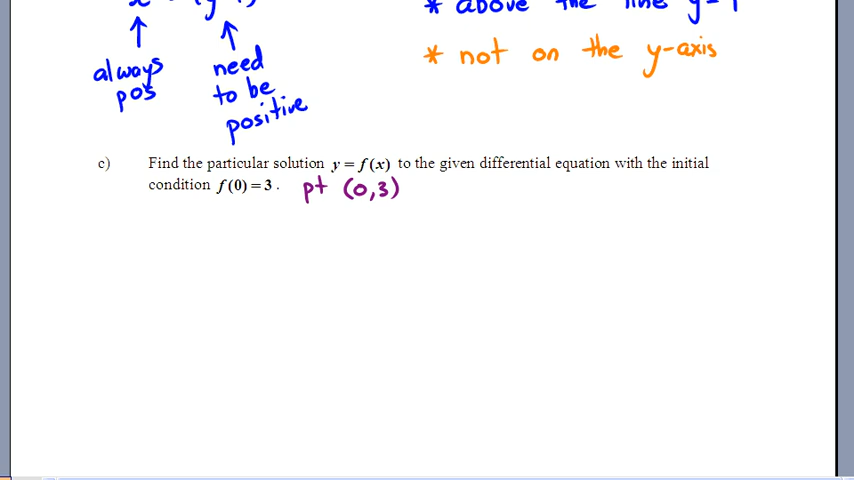 * above the line y=1
* not on the y-axis
always
pos
need
to be
positive
c) Find the particular solution y = f(x) to the given differential equation with the initial
condition f(0) = 3 . pt (0,3)